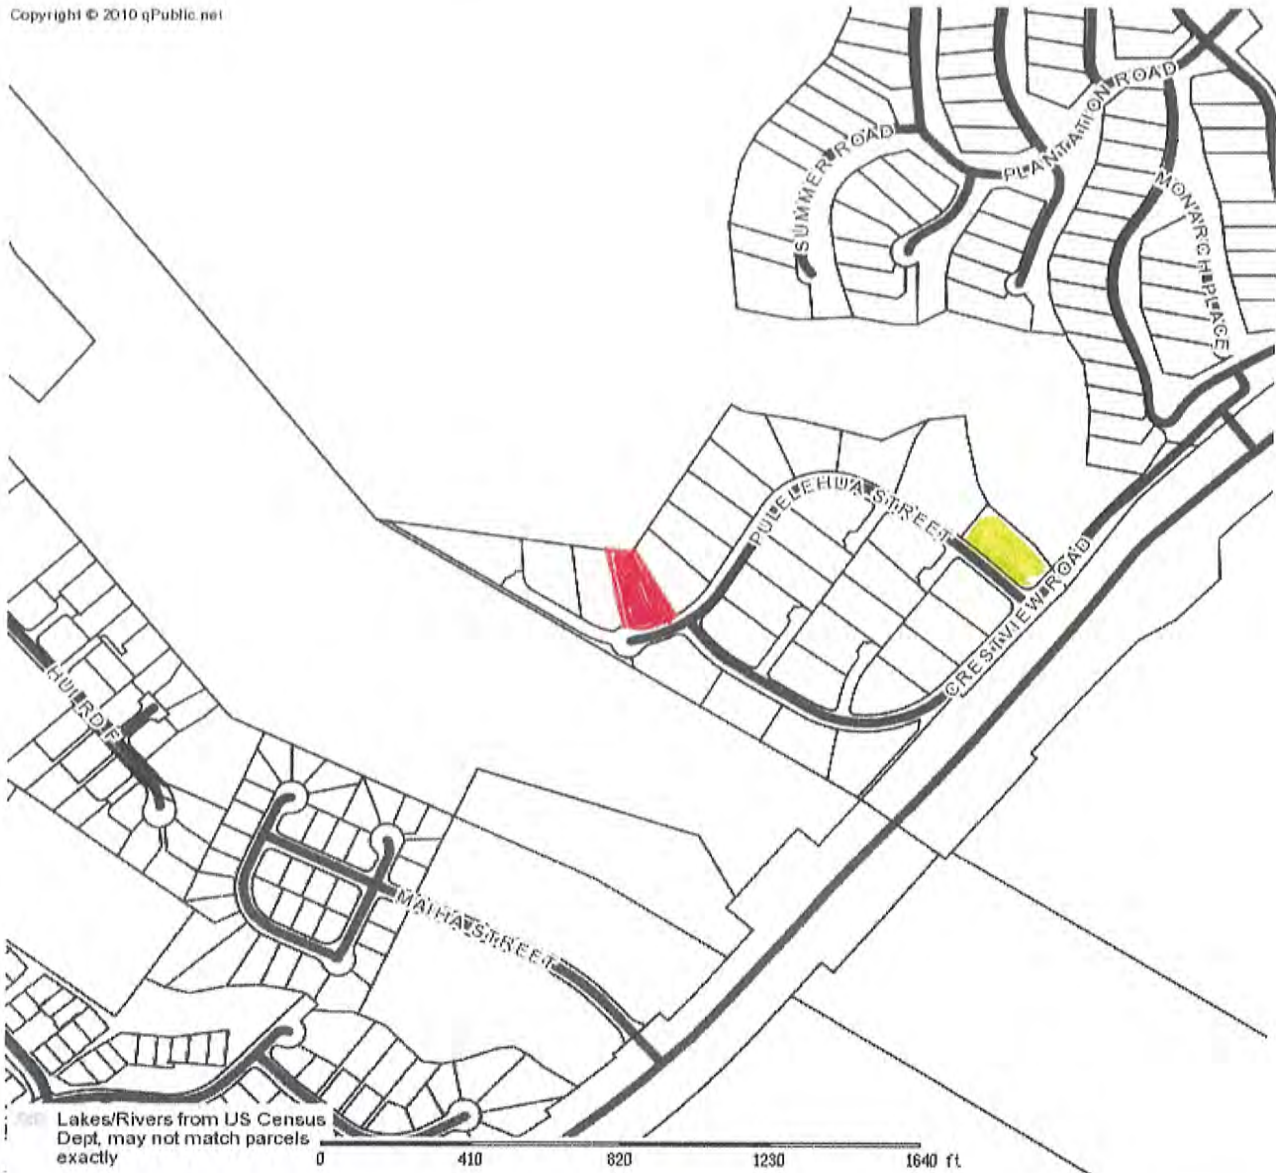 Copyright © 2010 qPublic.net
PLANTATION ROAD
SUMMER ROAD
MONARCH PLACE
PULELEHUA STREET
CRESTVIEW ROAD
HULRD F
MAIHA STREET
Lakes/Rivers from US Census
Dept, may not match parcels
exactly
0 410 820 1230 1640 ft